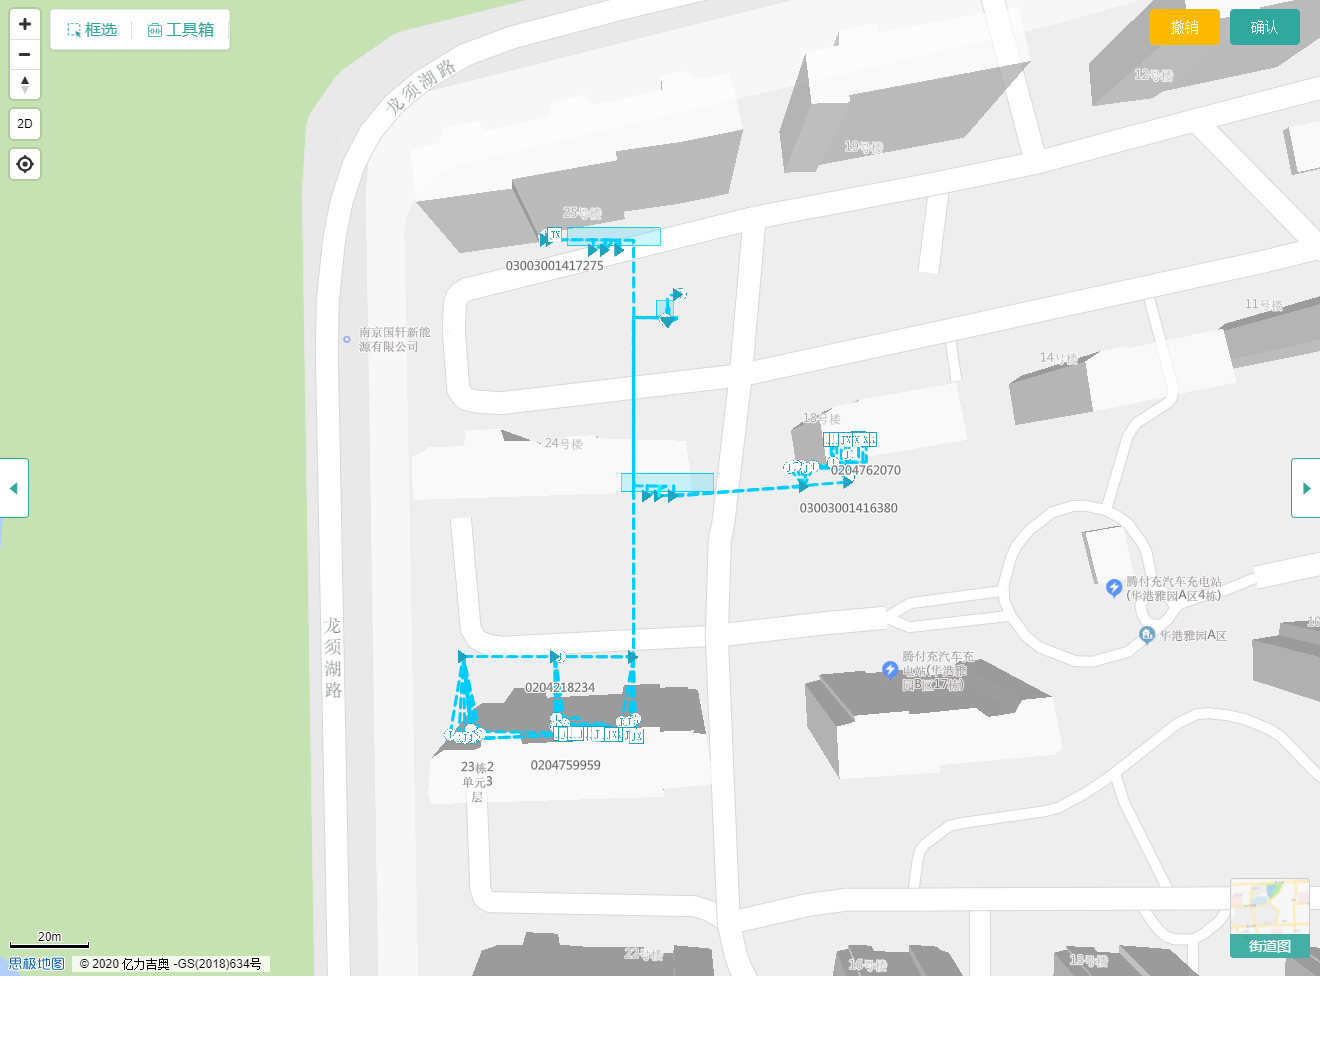 框选
工具箱
撤销
确认
2D
龙须湖路
12号楼
19号楼
25号楼
JX
03003001417275
11号楼
南京国轩新能
源有限公司
14号楼
18号楼
24号楼
0204762070
03003001416380
腾付充汽车充电站
(华港雅园A区4栋)
龙须湖路
华港雅园A区
腾付充汽车充
电站(华港雅
园B区17栋)
0204218234
JX
23栋2
单元3
层
0204759959
22号楼
16号楼
13号楼
20m
思极地图
© 2020 亿力吉奥 -GS(2018)634号
街道图